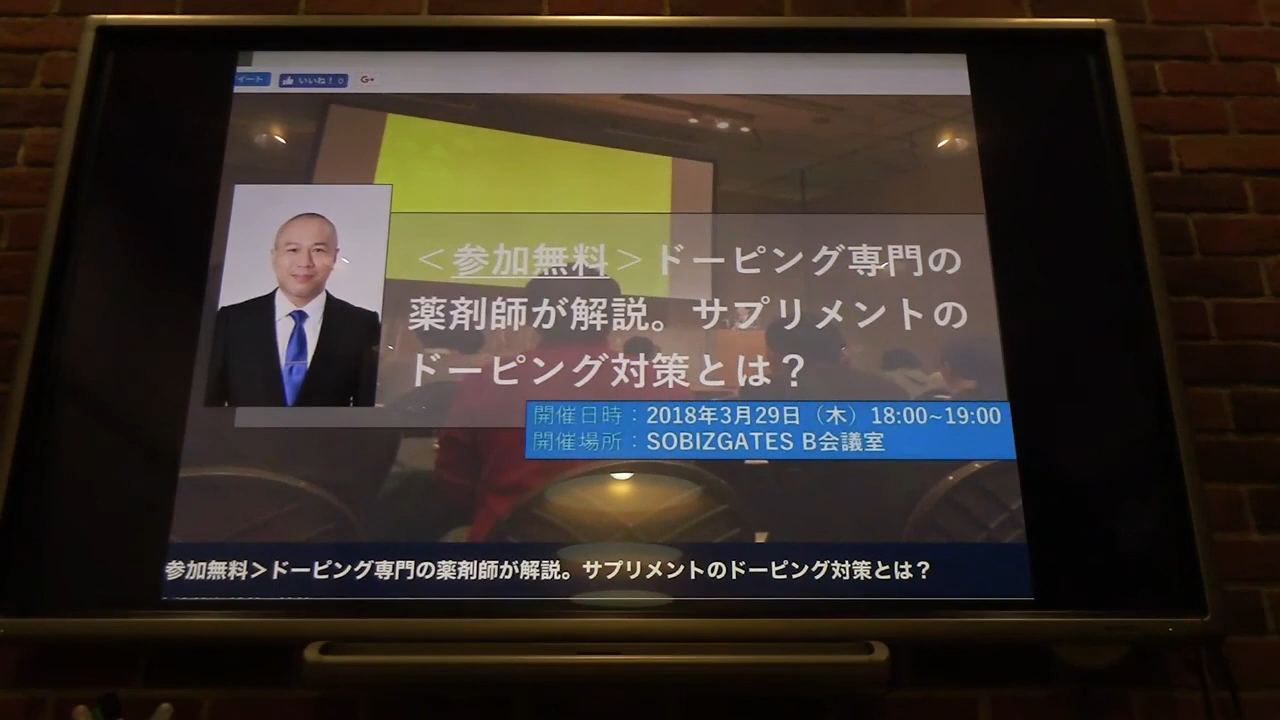 イート いいね！ 0 G+
＜参加無料＞ドーピング専門の
薬剤師が解説。サプリメントの
ドーピング対策とは？
開催日時：2018年3月29日（木）18:00~19:00
開催場所：SOBIZGATES B会議室
参加無料＞ドーピング専門の薬剤師が解説。サプリメントのドーピング対策とは？